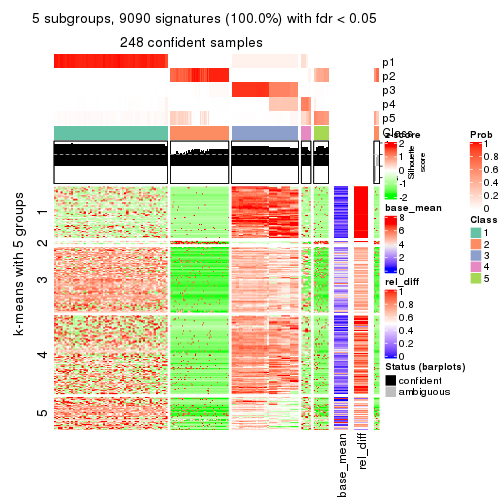 5 subgroups, 9090 signatures (100.0%) with fdr < 0.05
248 confident samples
p1
p2
p3
p4
p5
Class
Silhouette
score
k-means with 5 groups
1
2
3
4
5
base_mean
rel_diff
z-score
2
1
0
-1
-2
base_mean
8
6
4
2
0
rel_diff
1
0.8
0.6
0.4
0.2
0
Status (barplots)
confident
ambiguous
Prob
1
0.8
0.6
0.4
0.2
0
Class
1
2
3
4
5